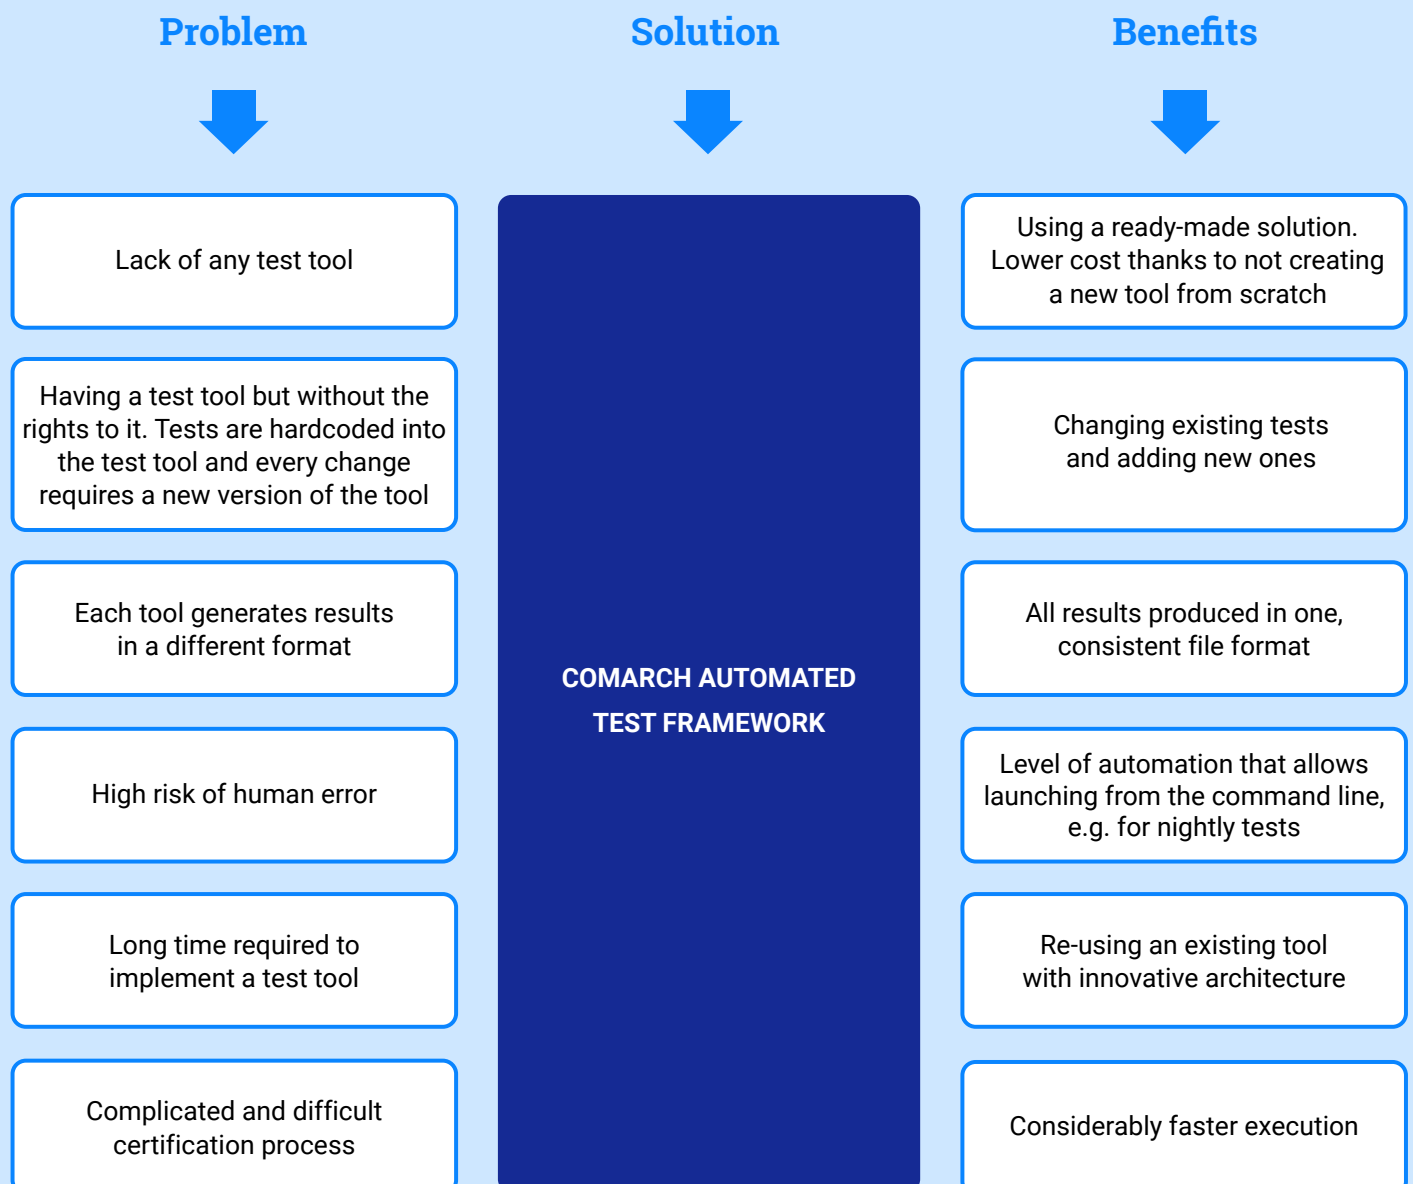 Problem
Solution
Benefits
Lack of any test tool
Using a ready-made solution.
Lower cost thanks to not creating
a new tool from scratch
Having a test tool but without the
rights to it. Tests are hardcoded into
the test tool and every change
requires a new version of the tool
Changing existing tests
and adding new ones
Each tool generates results
in a different format
All results produced in one,
consistent file format
COMARCH AUTOMATED
TEST FRAMEWORK
High risk of human error
Level of automation that allows
launching from the command line,
e.g. for nightly tests
Long time required to
implement a test tool
Re-using an existing tool
with innovative architecture
Complicated and difficult
certification process
Considerably faster execution